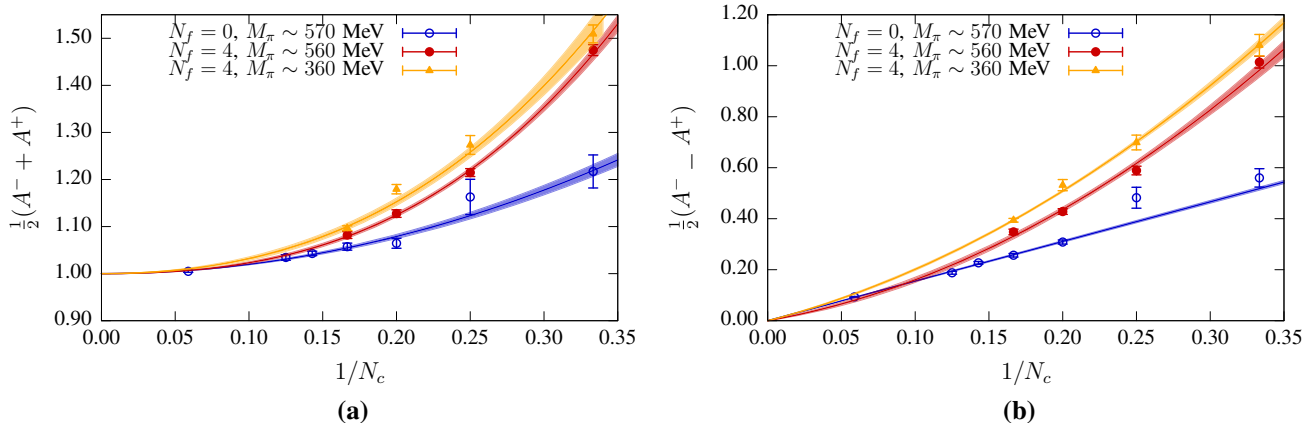 N_f = 0, M_π ∼ 570 MeV
N_f = 4, M_π ∼ 560 MeV
N_f = 4, M_π ∼ 360 MeV
1.50
1.40
1.30
1.20
1.10
1.00
0.90
½(A⁻ + A⁺)
0.00 0.05 0.10 0.15 0.20 0.25 0.30 0.35
1/N_c
(a)
N_f = 0, M_π ∼ 570 MeV
N_f = 4, M_π ∼ 560 MeV
N_f = 4, M_π ∼ 360 MeV
1.20
1.00
0.80
0.60
0.40
0.20
0.00
½(A⁻ − A⁺)
0.00 0.05 0.10 0.15 0.20 0.25 0.30 0.35
1/N_c
(b)